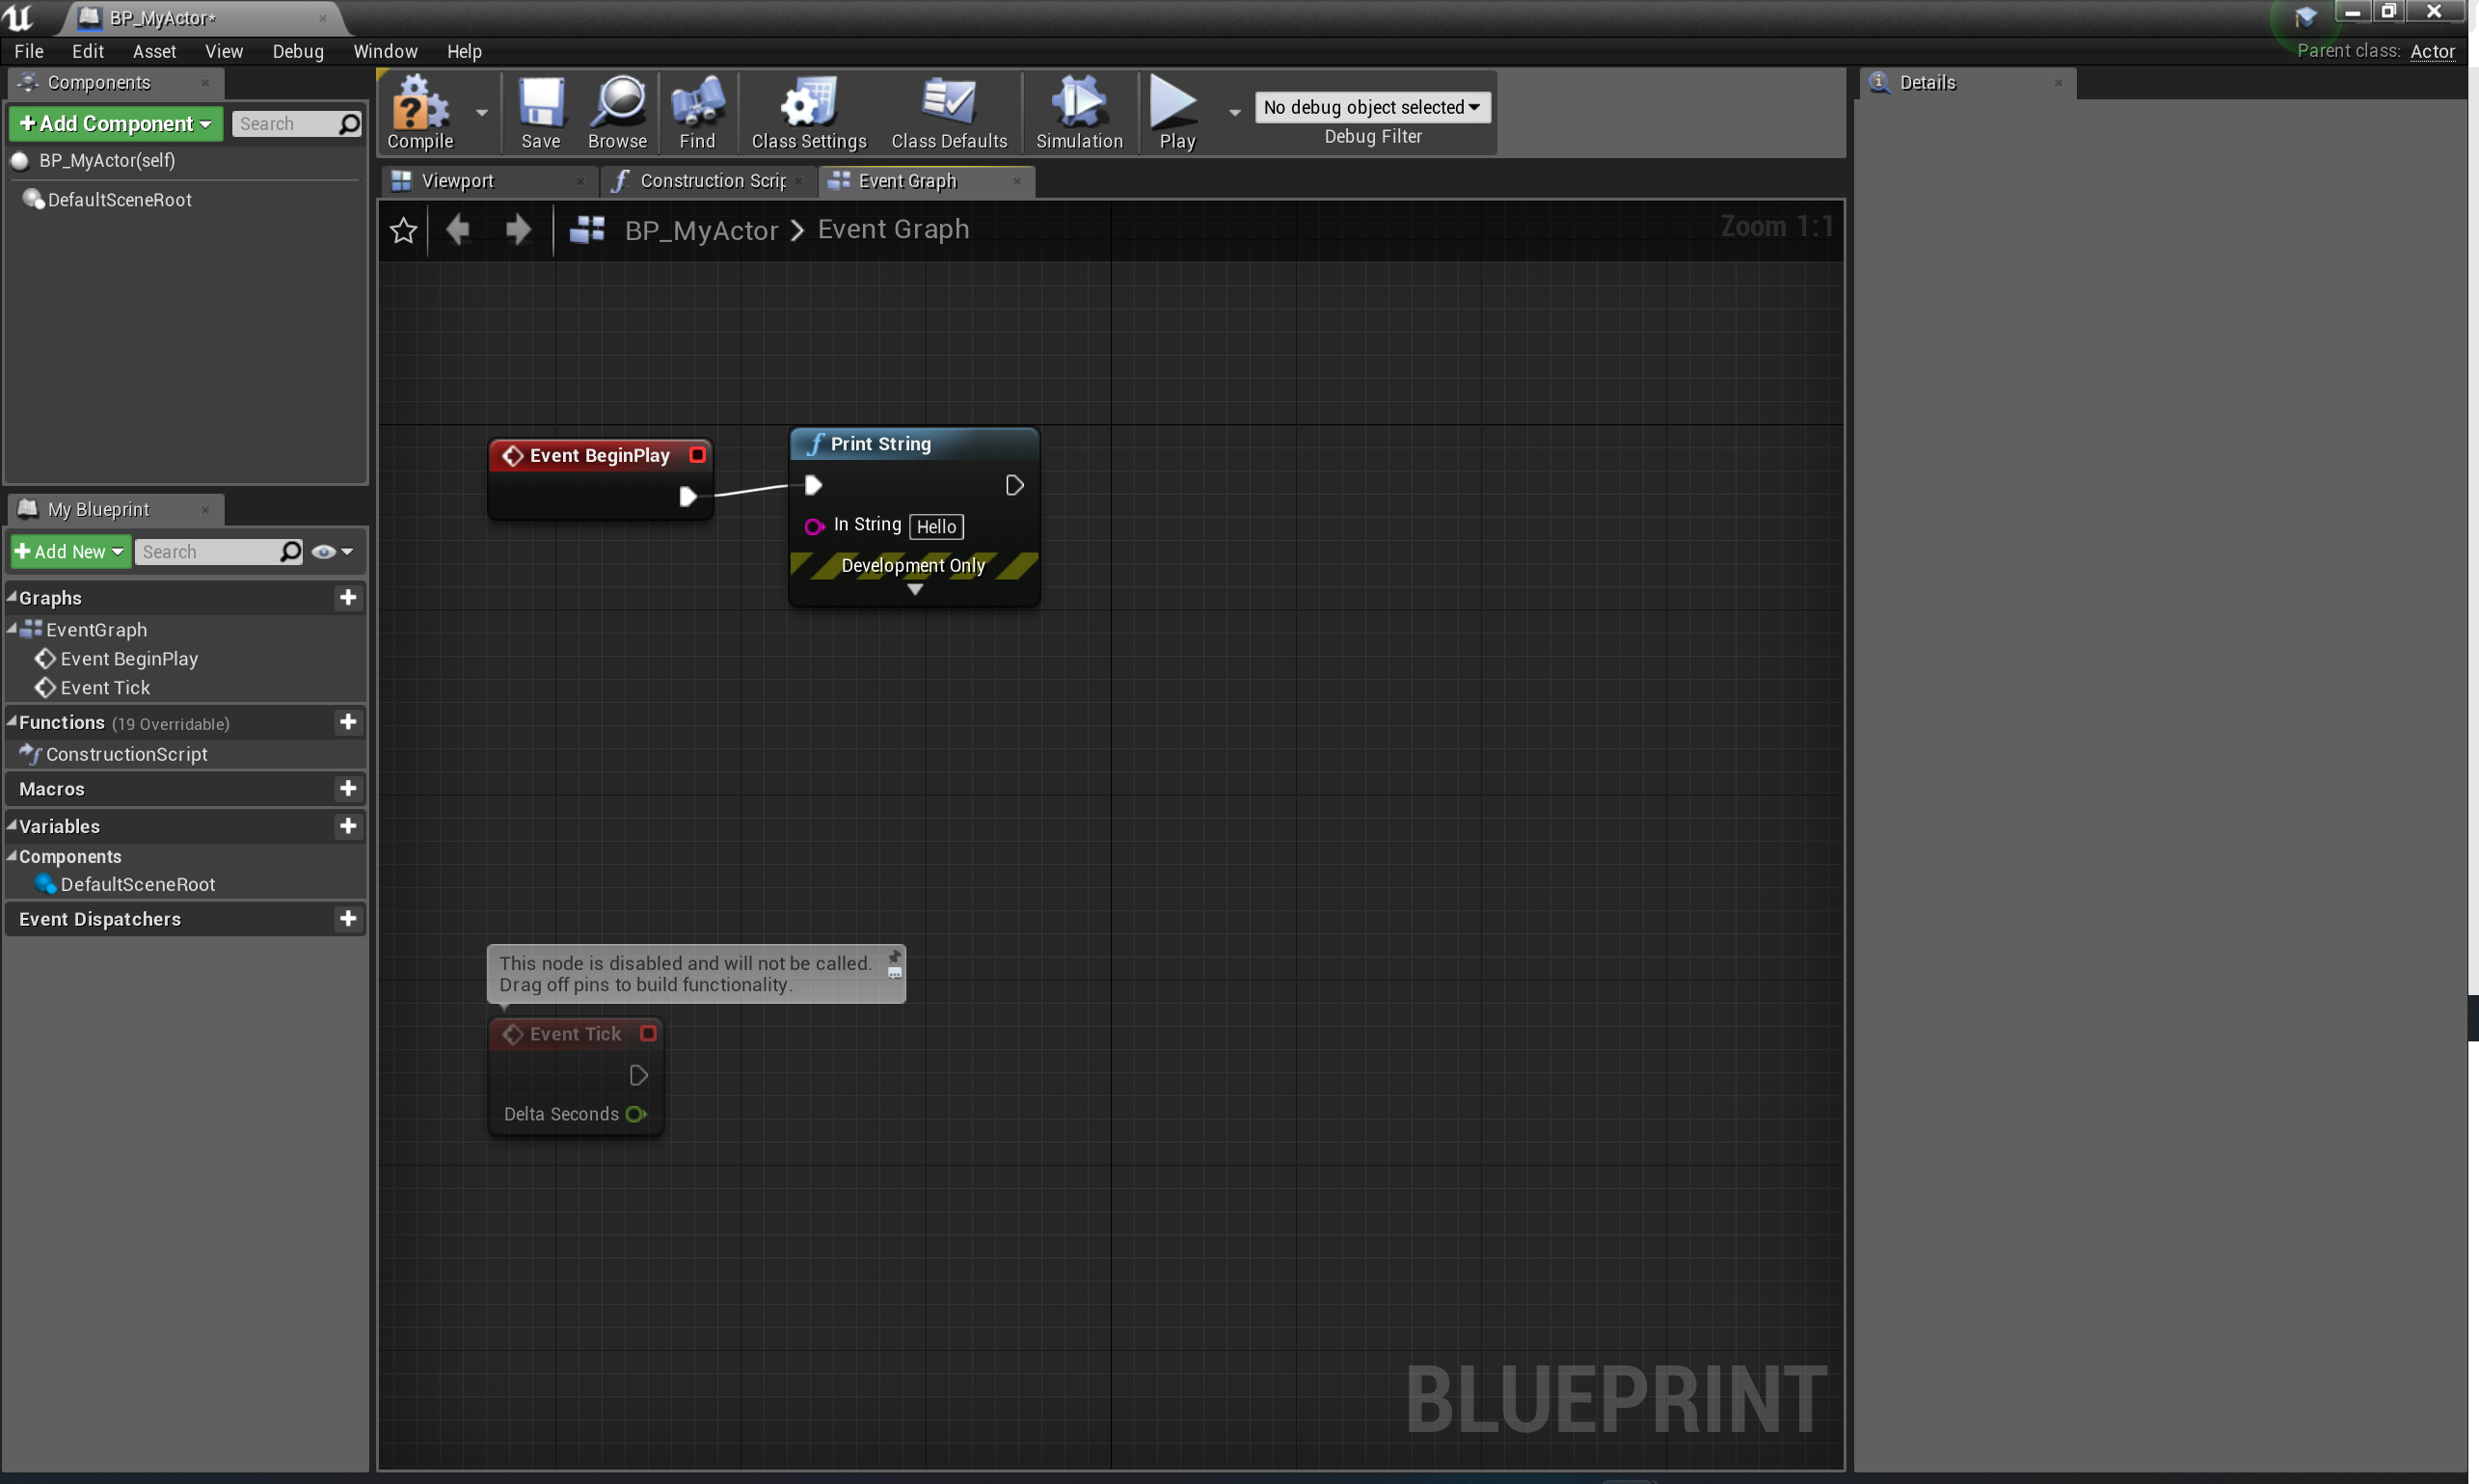 BP_MyActor*
File Edit Asset View Debug Window Help
Parent class: Actor
Components
+ Add Component
Search
BP_MyActor(self)
DefaultSceneRoot
My Blueprint
+ Add New
Search
Graphs
EventGraph
Event BeginPlay
Event Tick
Functions (19 Overridable)
ConstructionScript
Macros
Variables
Components
DefaultSceneRoot
Event Dispatchers
Compile
Save
Browse
Find
Class Settings
Class Defaults
Simulation
Play
No debug object selected
Debug Filter
Viewport
Construction Scrip
Event Graph
BP_MyActor > Event Graph
Zoom 1:1
Event BeginPlay
Print String
In String Hello
Development Only
This node is disabled and will not be called.
Drag off pins to build functionality.
Event Tick
Delta Seconds
BLUEPRINT
Details